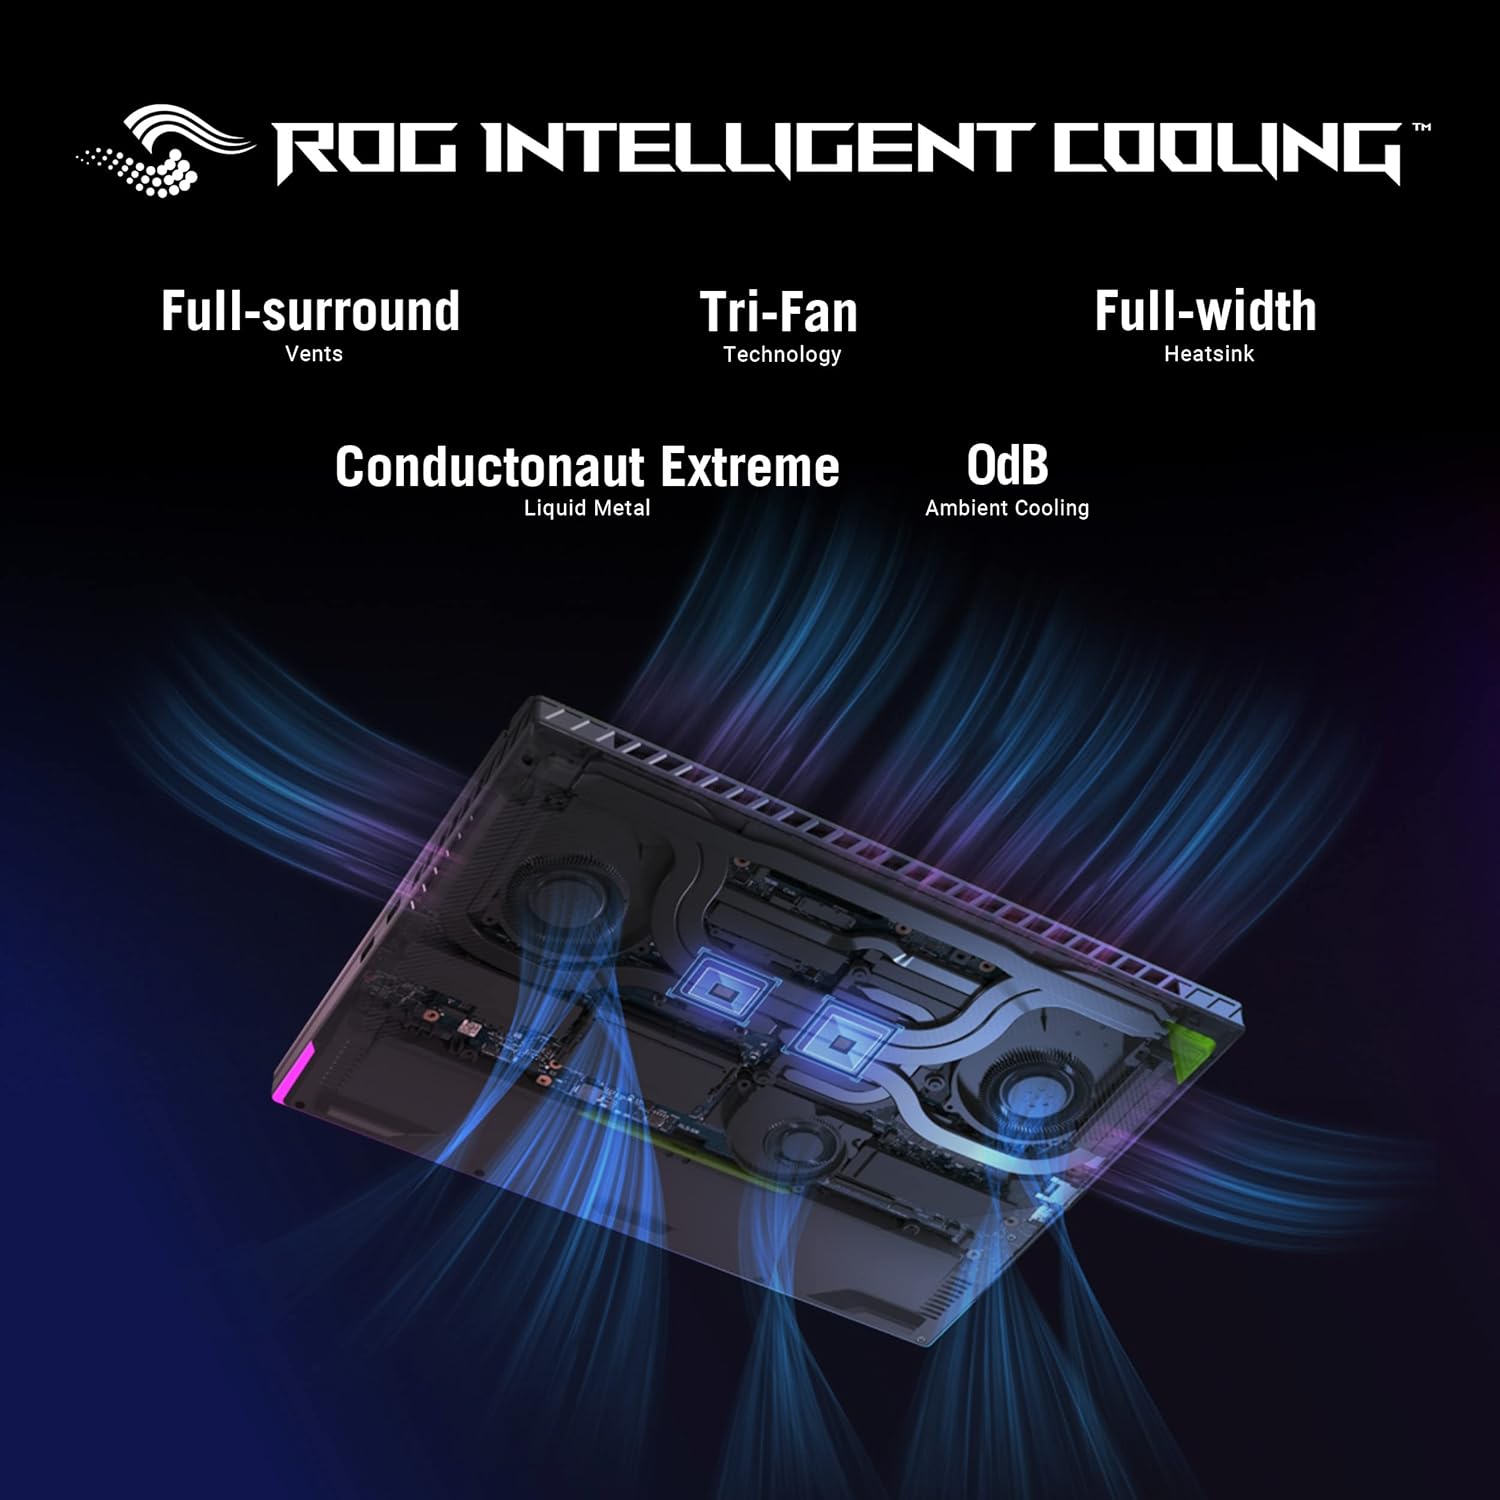 ROG INTELLIGENT COOLING™
Full-surround
Vents
Tri-Fan
Technology
Full-width
Heatsink
Conductonaut Extreme
Liquid Metal
0dB
Ambient Cooling